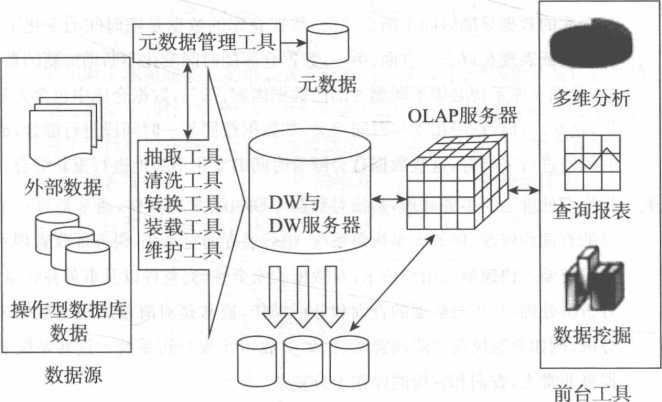 元数据管理工具
元数据
外部数据
操作型数据库
数据
数据源
抽取工具
清洗工具
转换工具
装载工具
维护工具
DW与
DW服务器
OLAP服务器
多维分析
查询报表
数据挖掘
前台工具